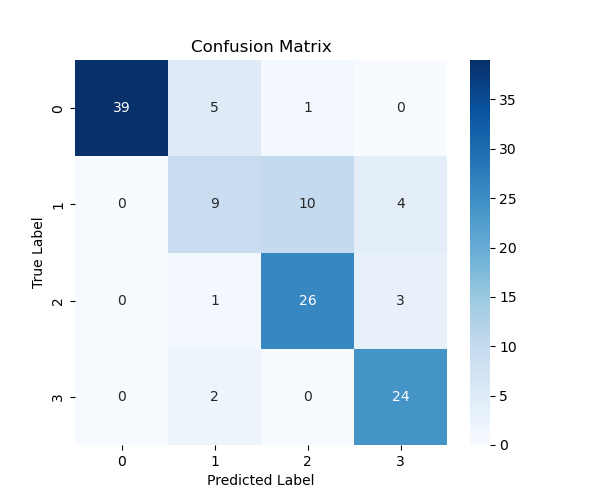 Confusion Matrix
True Label
0 39 5 1 0
1 0 9 10 4
2 0 1 26 3
3 0 2 0 24
0 1 2 3
Predicted Label
35
30
25
20
15
10
5
0